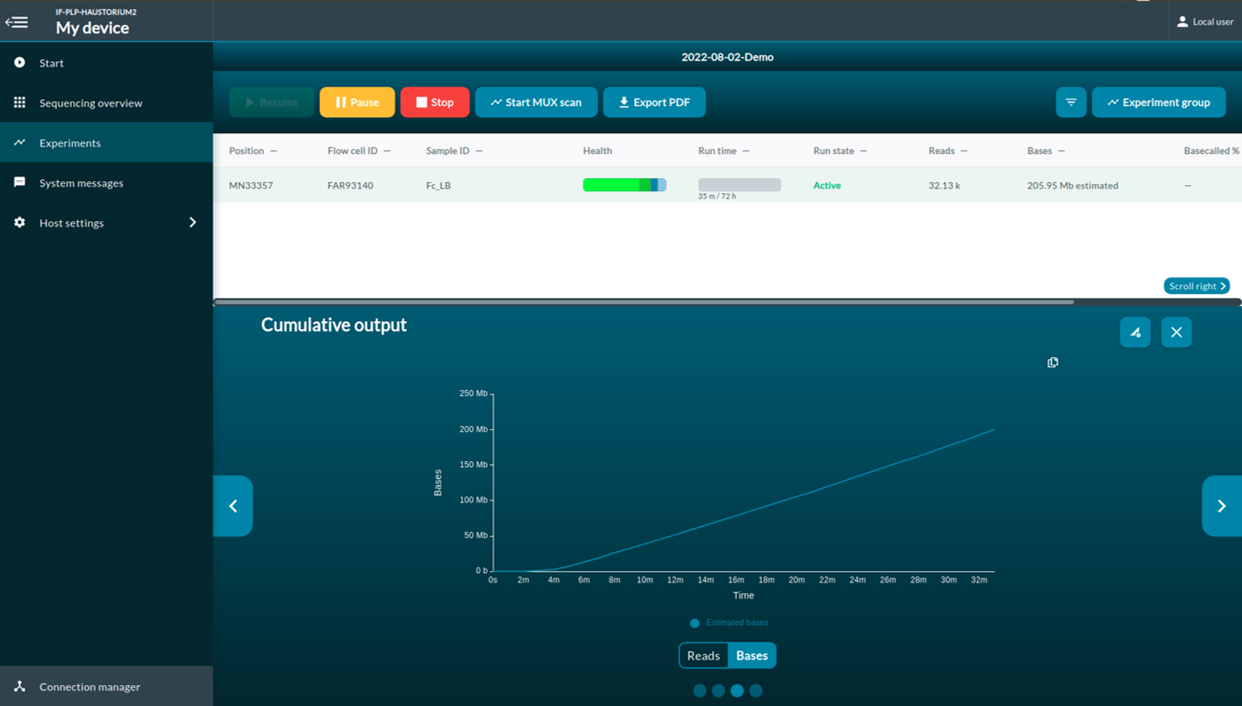 IF-PLP-HAUSTORIUM2
My device
Local user
Start
Sequencing overview
Experiments
System messages
Host settings
Connection manager
2022-08-02-Demo
Resume Pause Stop Start MUX scan Export PDF Experiment group
Position — Flow cell ID — Sample ID — Health Run time — Run state — Reads — Bases — Basecalled %
MN33357 FAR93140 Fc_LB Active 32.13 k 205.95 Mb estimated —
35 m / 72 h
Scroll right
Cumulative output
250 Mb
200 Mb
150 Mb
100 Mb
50 Mb
0 b
Bases
0s 2m 4m 6m 8m 10m 12m 14m 16m 18m 20m 22m 24m 26m 28m 30m 32m
Time
Estimated bases
Reads Bases